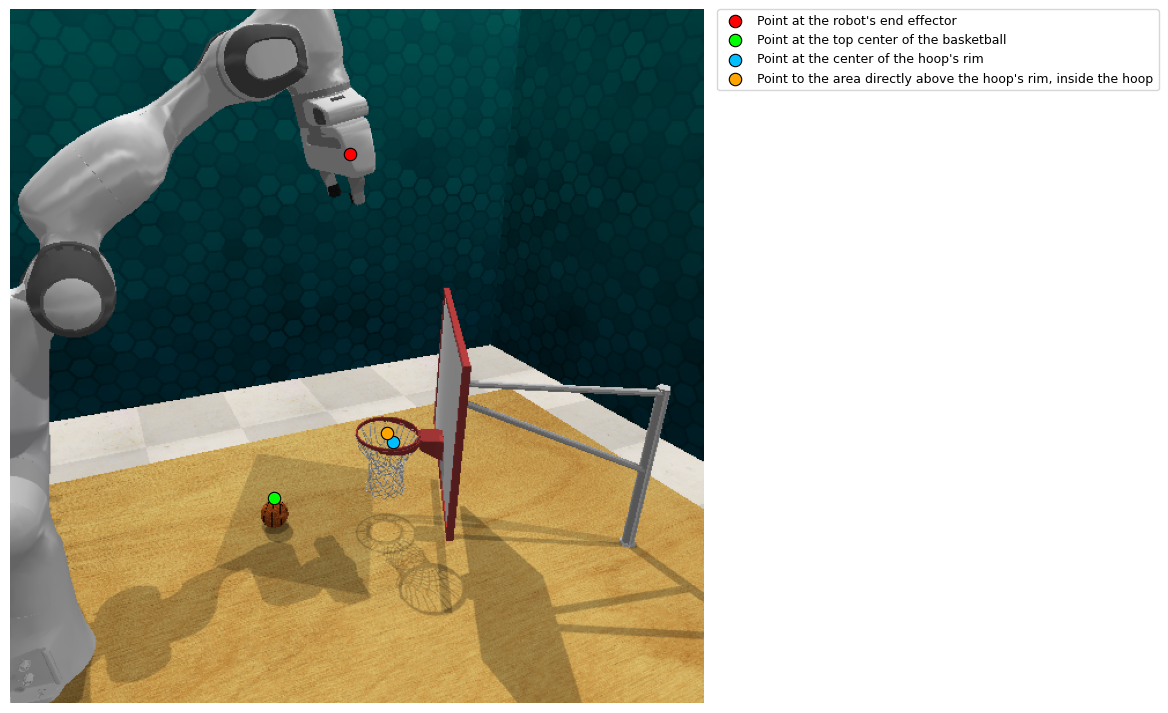 Point at the robot's end effector
Point at the top center of the basketball
Point at the center of the hoop's rim
Point to the area directly above the hoop's rim, inside the hoop